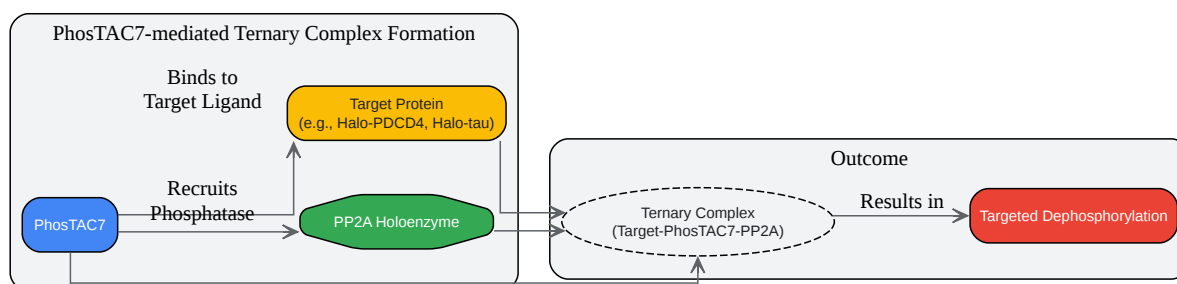 PhosTAC7-mediated Ternary Complex Formation
Binds to
Target Ligand
Target Protein
(e.g., Halo-PDCD4, Halo-tau)
Recruits
Phosphatase
PhosTAC7
PP2A Holoenzyme
Outcome
Ternary Complex
(Target-PhosTAC7-PP2A)
Results in
Targeted Dephosphorylation